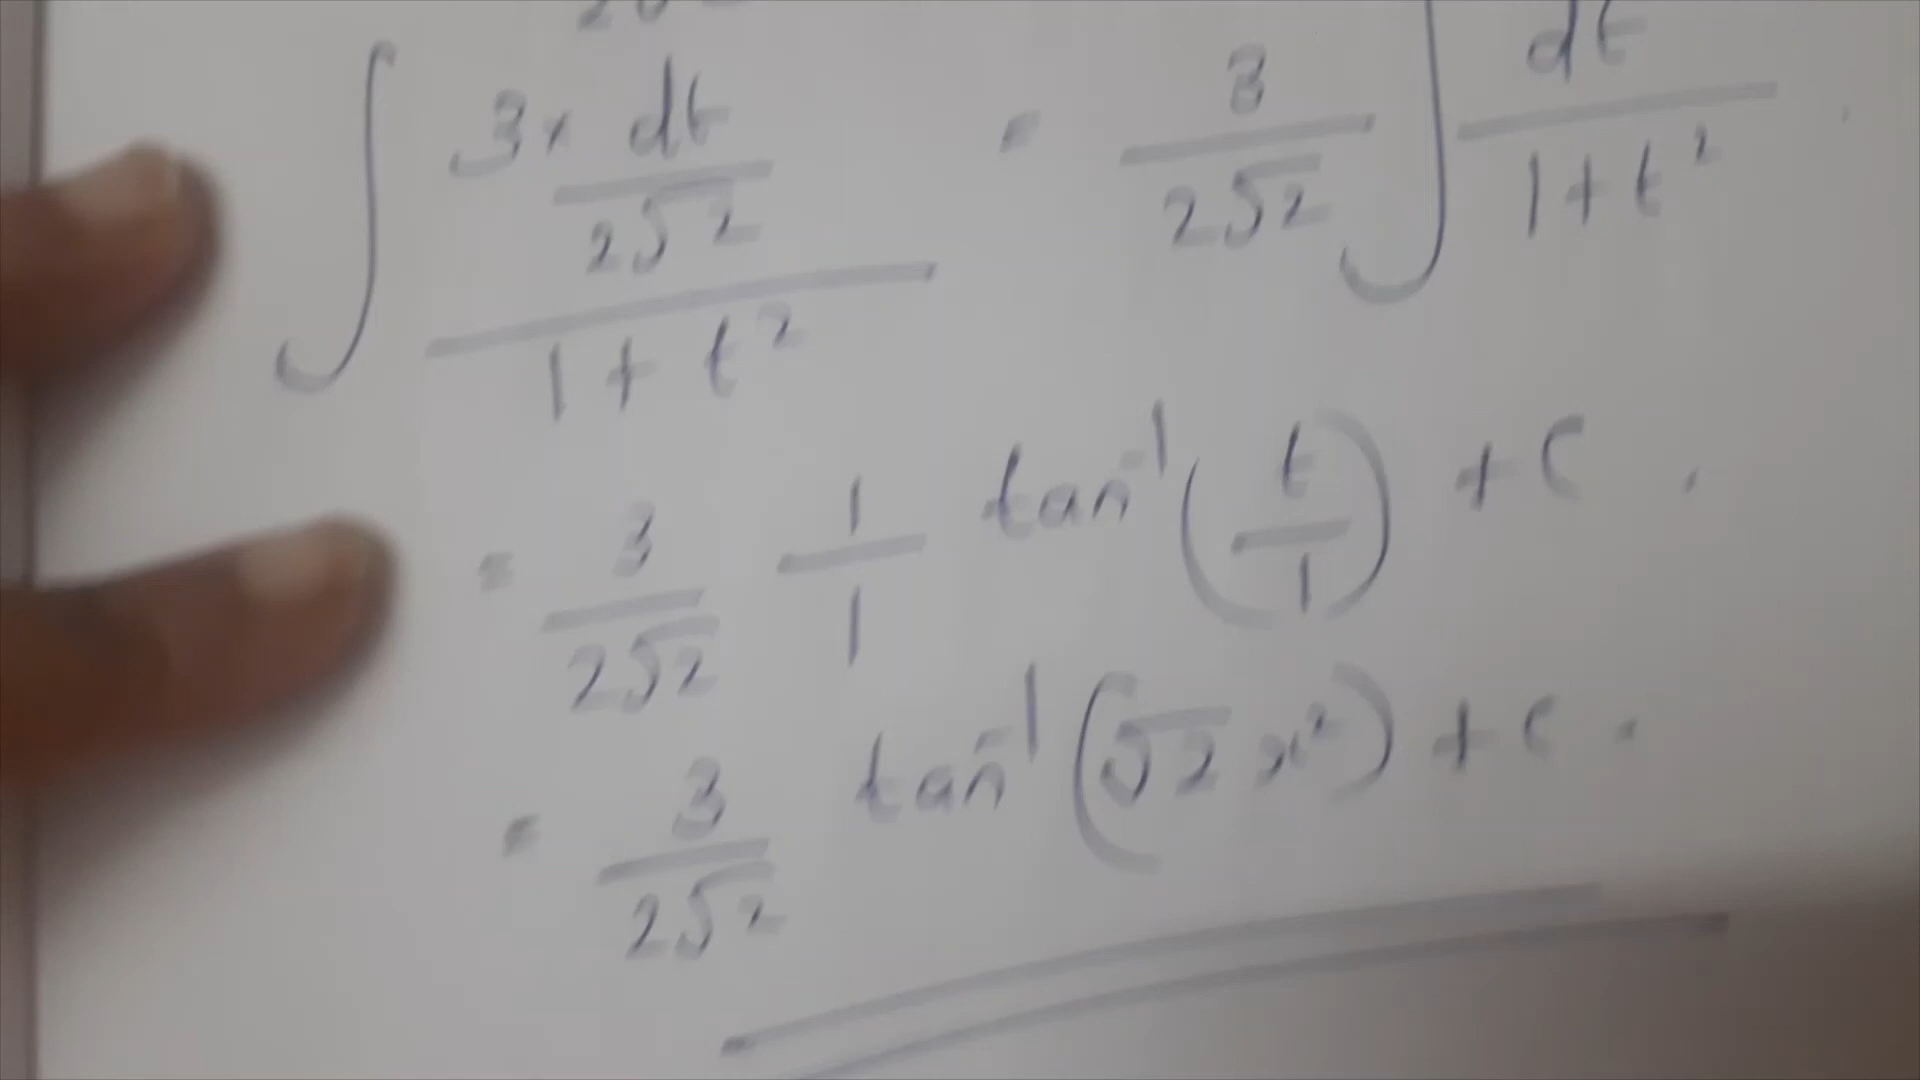 ∫ (3 × dt/2√2)/(1 + t²) = 3/2√2 ∫ dt/(1 + t²)
= 3/2√2 1/1 tan⁻¹(t/1) + C.
= 3/2√2 tan⁻¹(√2 x²) + C.